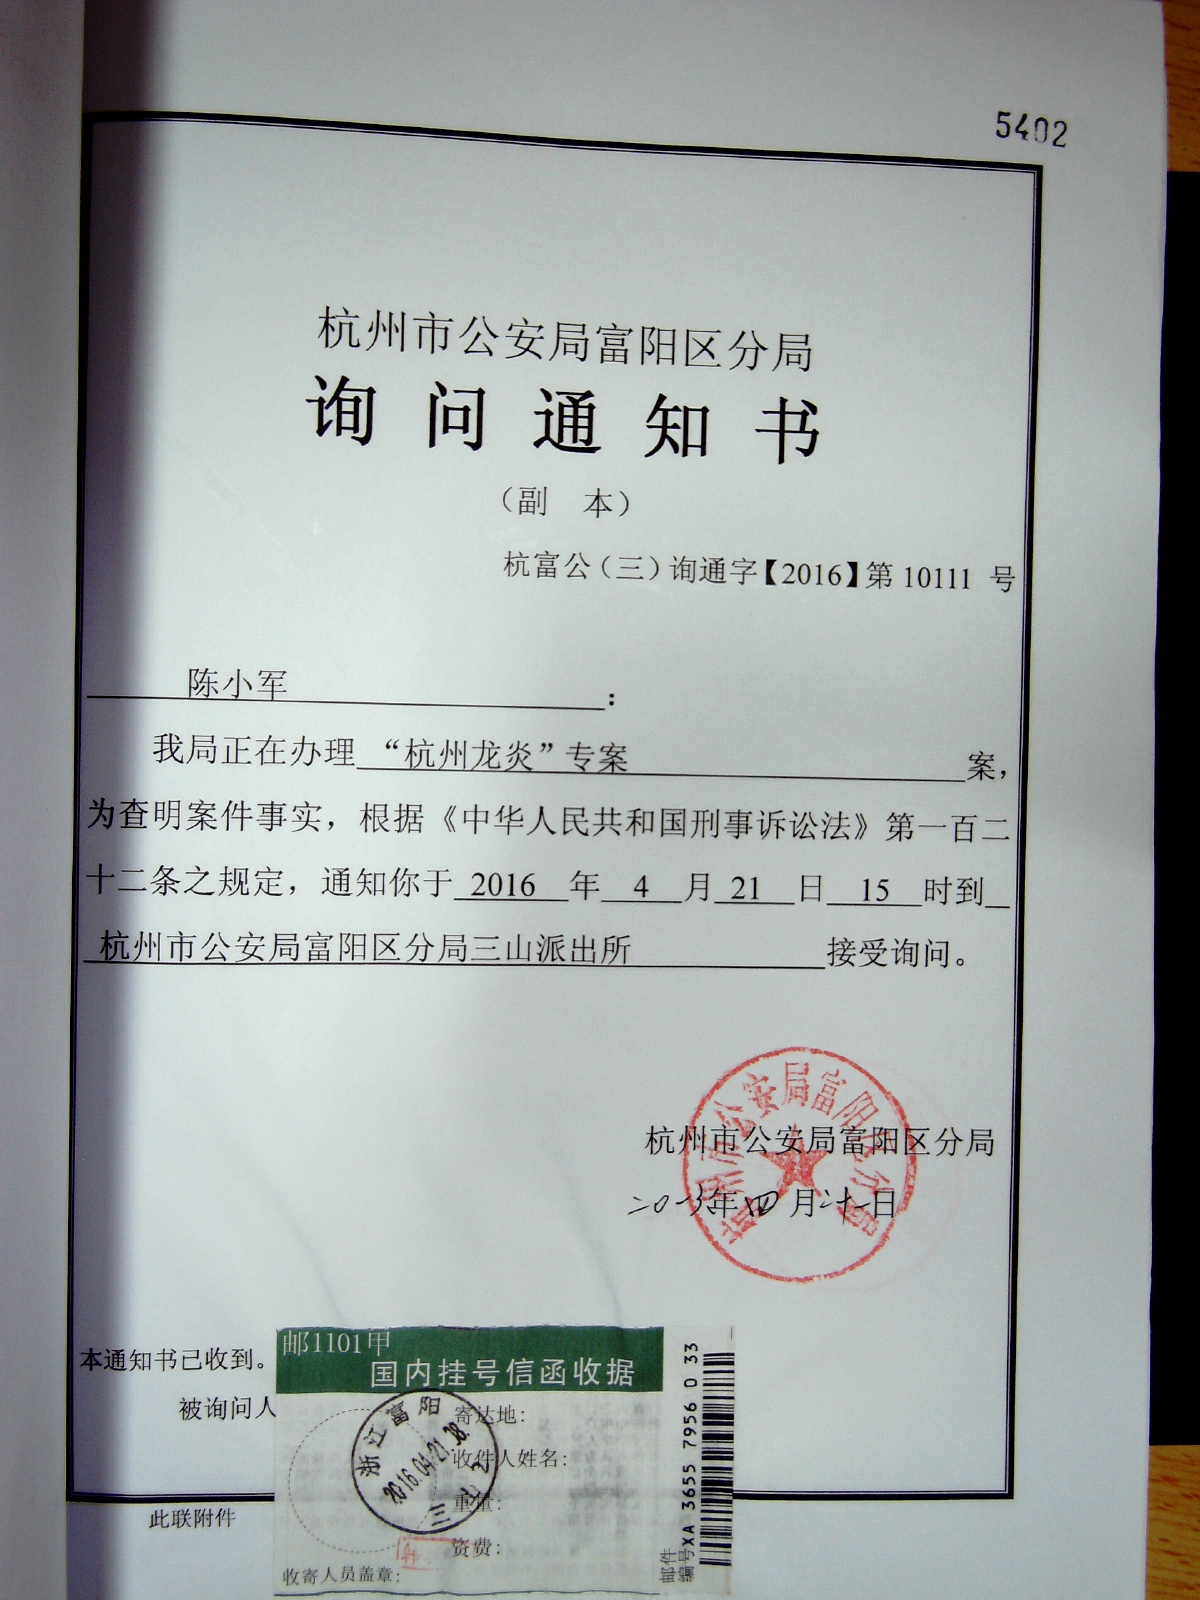 5402
杭州市公安局富阳区分局
询问通知书
（副 本）
杭富公（三）询通字【2016】第 10111 号
陈小军：
我局正在办理 “杭州龙炎”专案 案，
为查明案件事实，根据《中华人民共和国刑事诉讼法》第一百二
十二条之规定，通知你于 2016 年 4 月 21 日 15 时到
杭州市公安局富阳区分局三山派出所 接受询问。
杭州市公安局富阳区分局
杭州市公安局富阳区分局
年四月 日
本通知书已收到。
被询问人
此联附件
邮1101甲
国内挂号信函收据
浙江富阳
2016.04.21.08
三山
寄达地：
收件人姓名：
重量：
资费：
收寄人员盖章：
邮件
编号XA 3655 7956 0 33